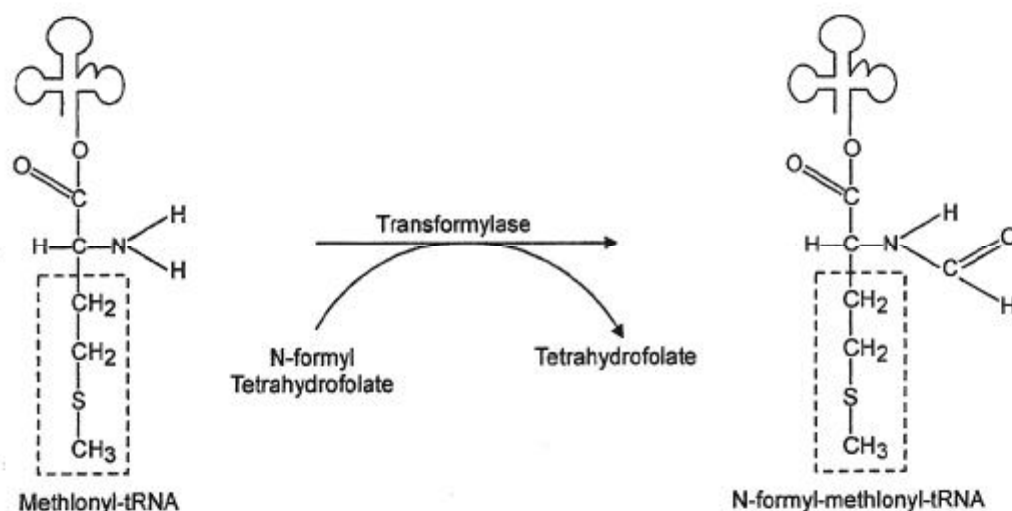 O
O
C
H
C
N
H
H
CH2
CH2
S
CH3
Methlonyl-tRNA
Transformylase
N-formyl
Tetrahydrofolate
Tetrahydrofolate
O
O
C
H
C
N
H
C
O
H
CH2
CH2
S
CH3
N-formyl-methlonyl-tRNA